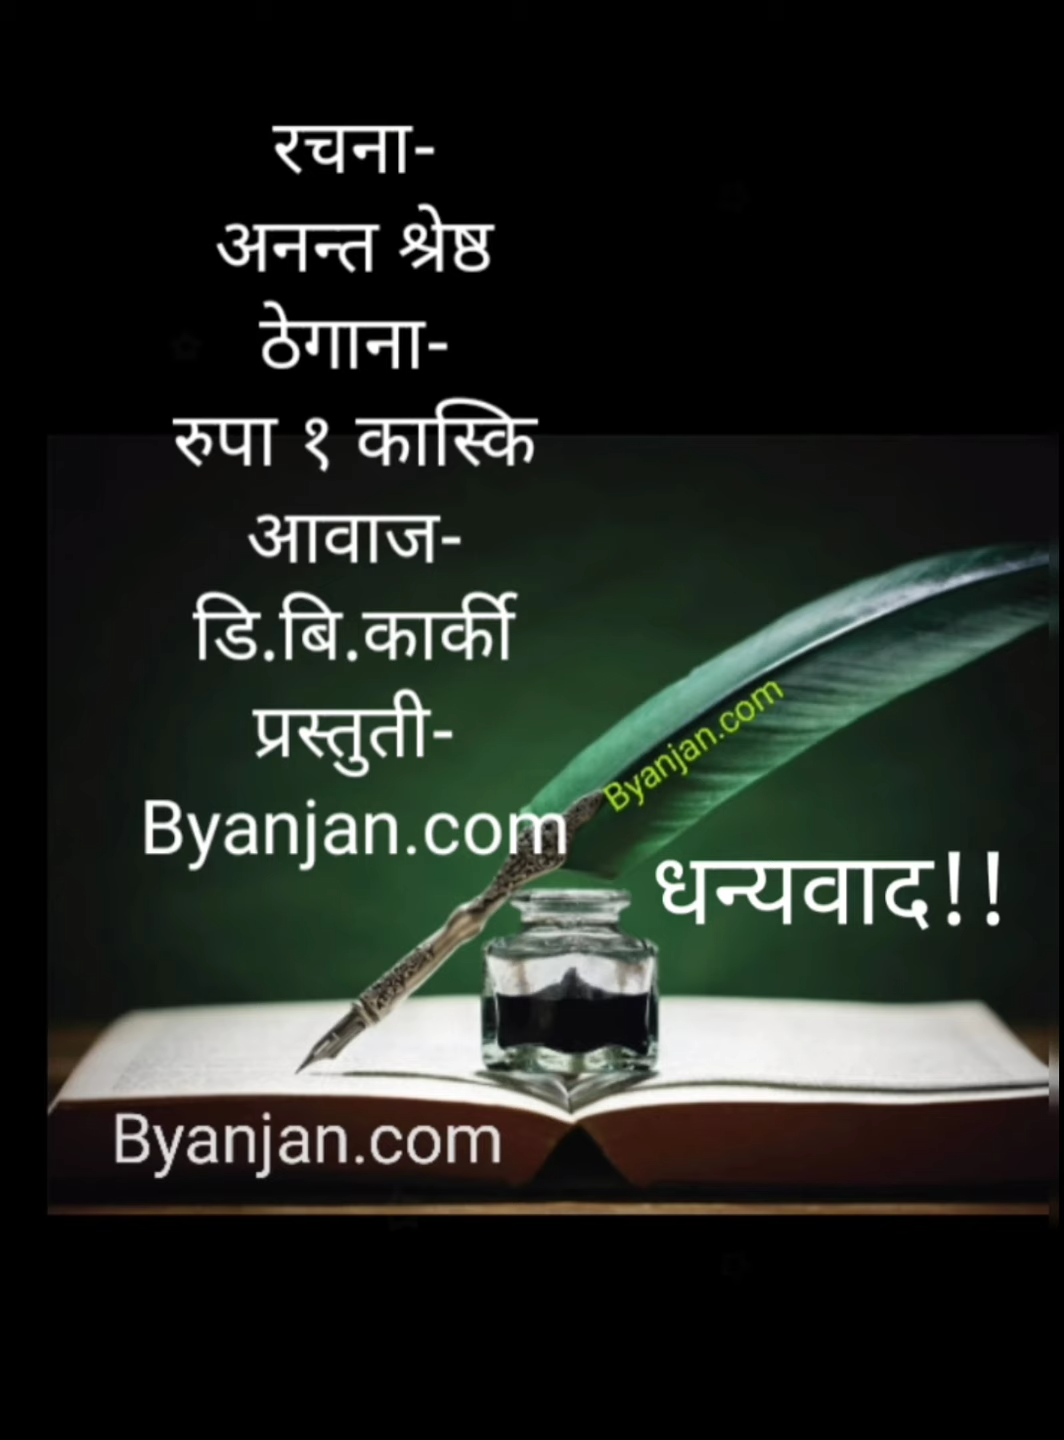 रचना-
अनन्त श्रेष्ठ
ठेगाना-
रुपा १ कास्कि
आवाज-
डि.बि.कार्की
प्रस्तुती-
Byanjan.com
Byanjan.com
धन्यवाद!!
Byanjan.com